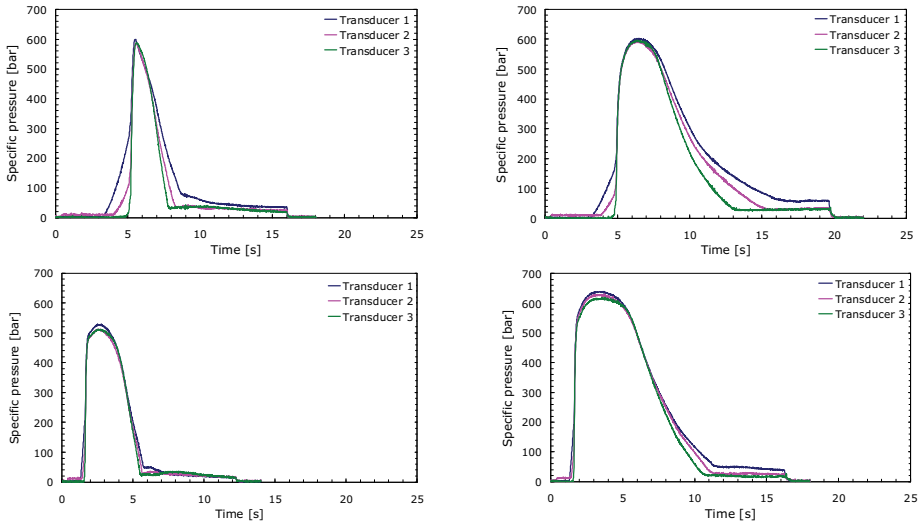 700
600
500
400
300
200
100
0
Specific pressure [bar]
Transducer 1
Transducer 2
Transducer 3
0 5 10 15 20 25
Time [s]
700
600
500
400
300
200
100
0
Specific pressure [bar]
Transducer 1
Transducer 2
Transducer 3
0 5 10 15 20 25
Time [s]
700
600
500
400
300
200
100
0
Specific pressure [bar]
Transducer 1
Transducer 2
Transducer 3
0 5 10 15 20 25
Time [s]
700
600
500
400
300
200
100
0
Specific pressure [bar]
Transducer 1
Transducer 2
Transducer 3
0 5 10 15 20 25
Time [s]